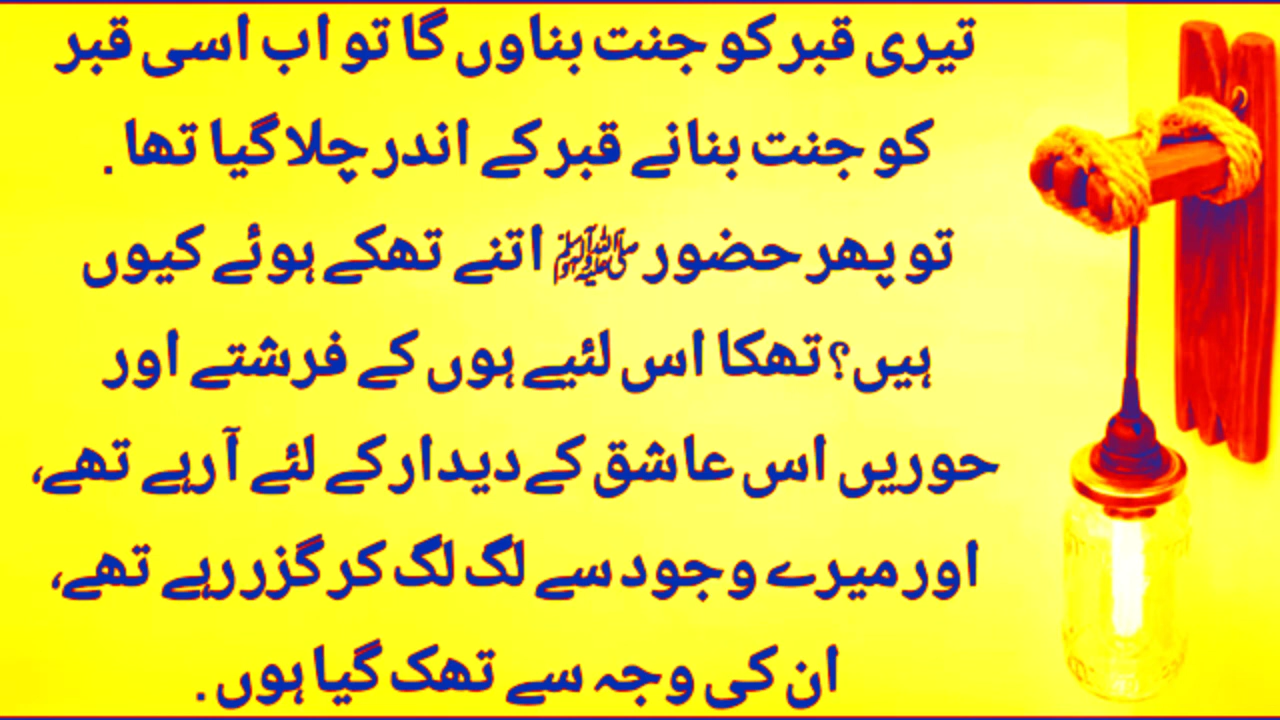 تیری قبر کو جنت بناوں گا تو اب اسی قبر
کو جنت بنانے قبر کے اندر چلا گیا تھا .
تو پھر حضور ﷺ اتنے تھکے ہوئے کیوں
ہیں؟ تھکا اس لئیے ہوں کے فرشتے اور
حوریں اس عاشق کے دیدار کے لئے آرہے تھے،
اور میرے وجود سے لگ لگ کر گزر رہے تھے،
ان کی وجہ سے تھک گیا ہوں .